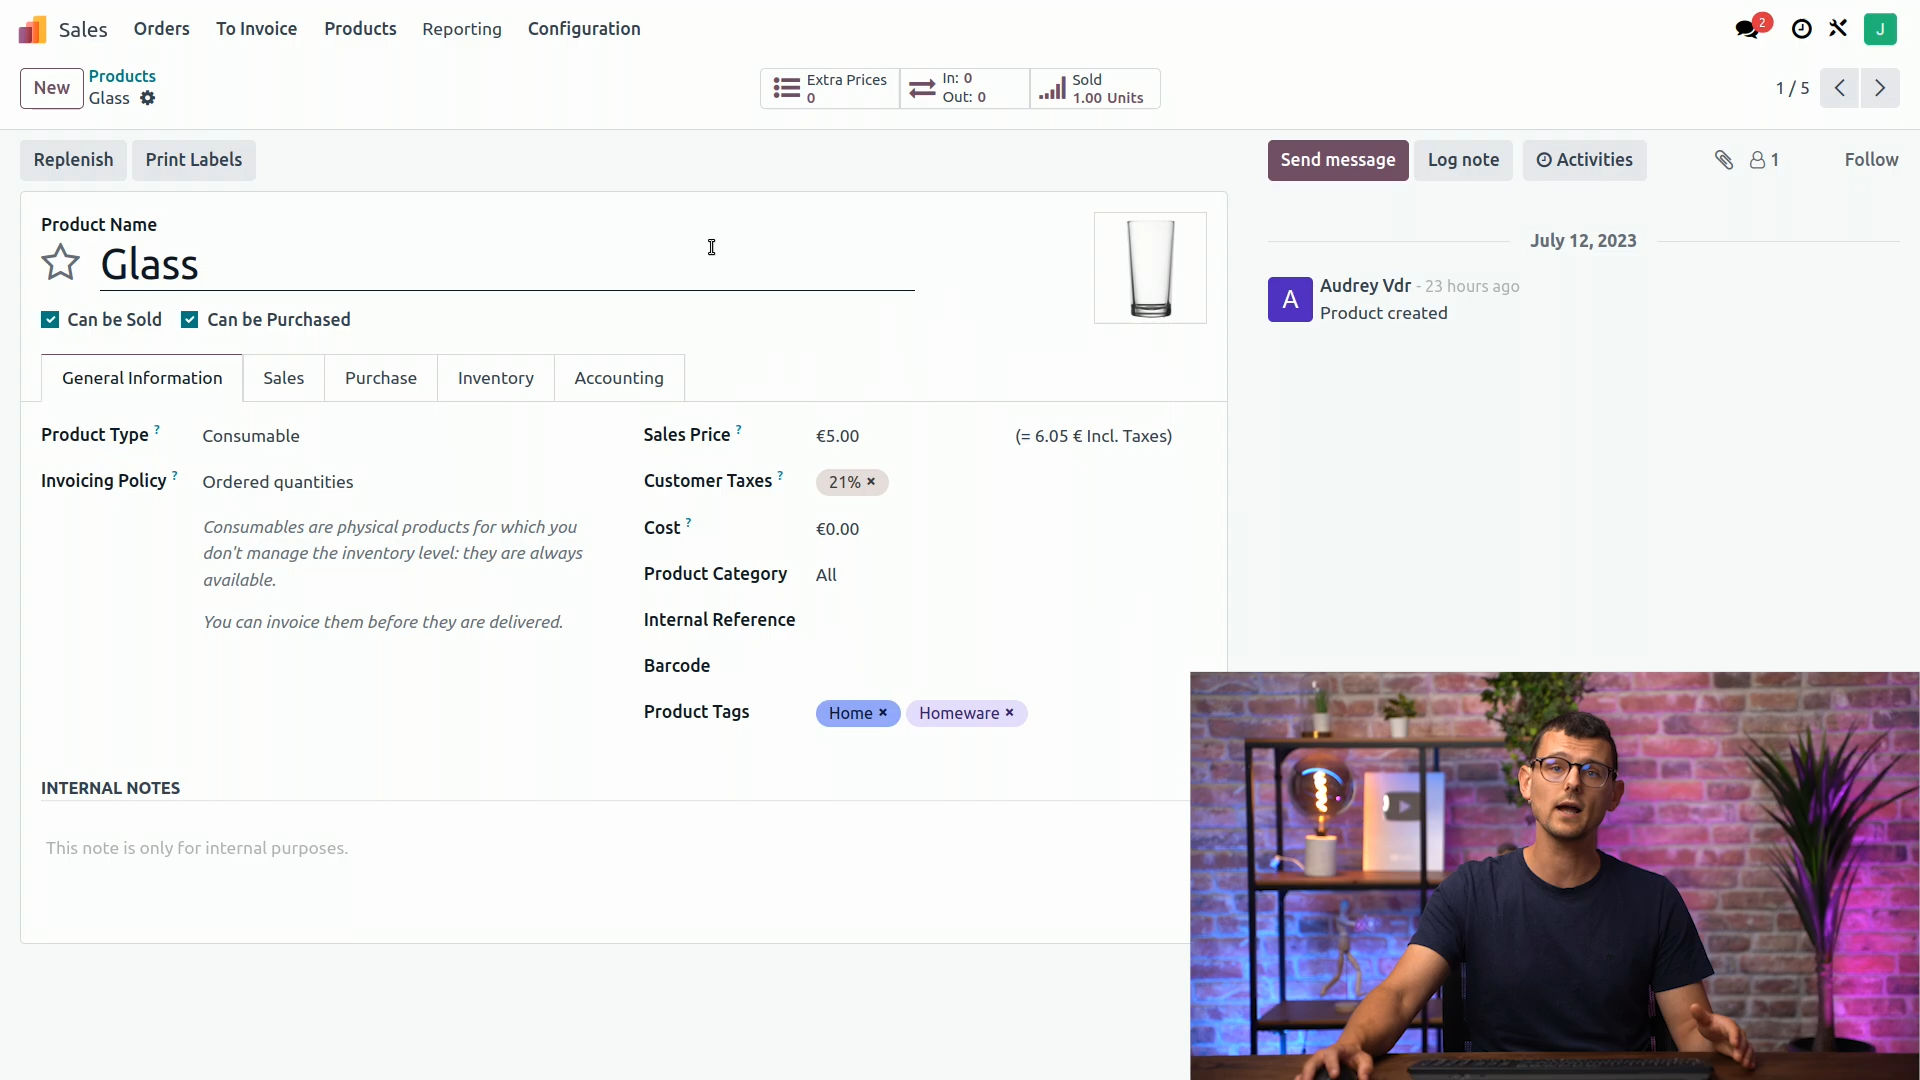 Sales Orders To Invoice Products Reporting Configuration 2 J
New Products
Glass
Extra Prices
0
In: 0
Out: 0
Sold
1.00 Units
1 / 5
Replenish Print Labels Send message Log note Activities 1 Follow
Product Name
Glass
Can be Sold Can be Purchased
General Information Sales Purchase Inventory Accounting
Product Type ? Consumable
Invoicing Policy ? Ordered quantities
Consumables are physical products for which you
don't manage the inventory level: they are always
available.
You can invoice them before they are delivered.
Sales Price ? €5.00 (= 6.05 € Incl. Taxes)
Customer Taxes ? 21% ×
Cost ? €0.00
Product Category All
Internal Reference
Barcode
Product Tags Home × Homeware ×
INTERNAL NOTES
This note is only for internal purposes.
July 12, 2023
A Audrey Vdr - 23 hours ago
Product created